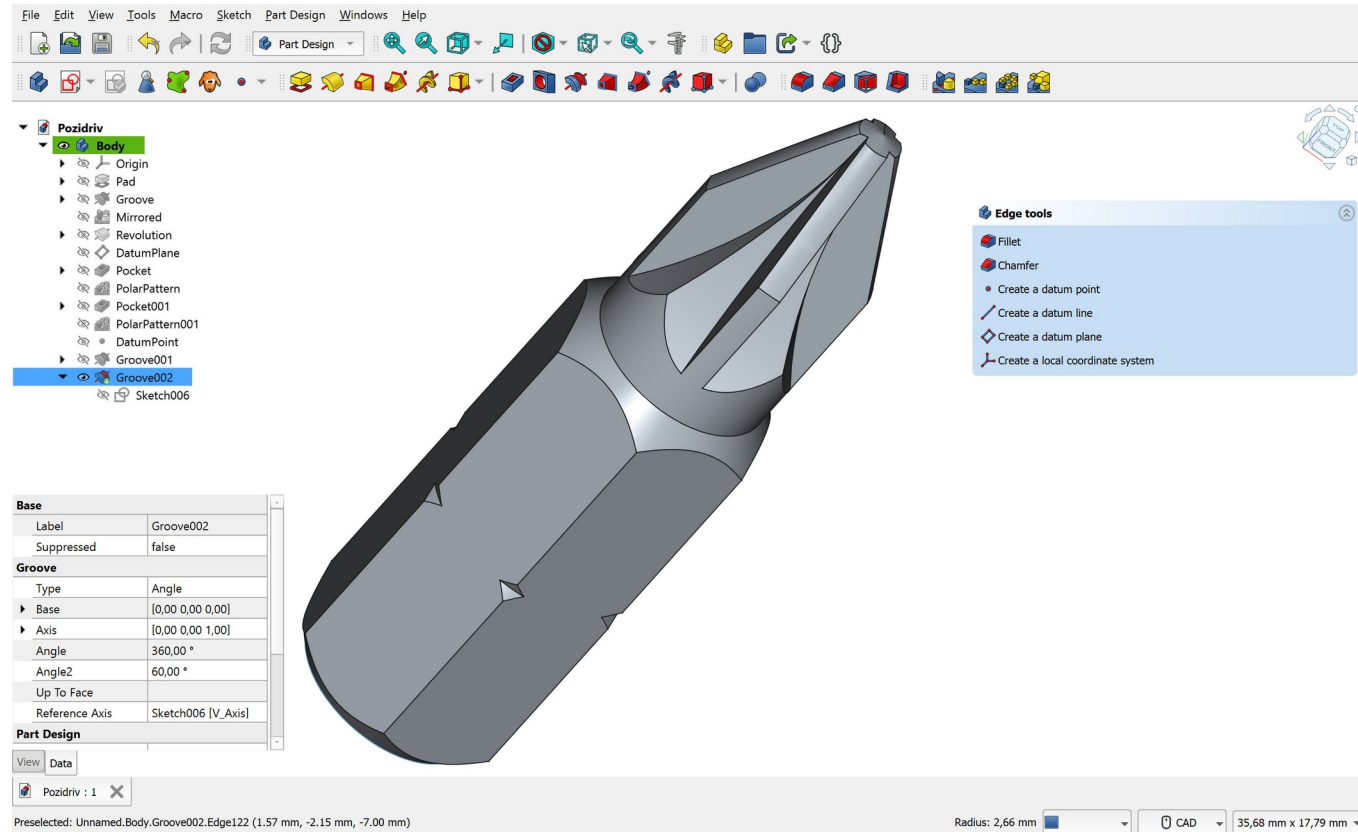 File Edit View Tools Macro Sketch Part Design Windows Help
Part Design
Pozidriv
Body
Origin
Pad
Groove
Mirrored
Revolution
DatumPlane
Pocket
PolarPattern
Pocket001
PolarPattern001
DatumPoint
Groove001
Groove002
Sketch006
TOP
FRONT
Edge tools
Fillet
Chamfer
Create a datum point
Create a datum line
Create a datum plane
Create a local coordinate system
Base
Label Groove002
Suppressed false
Groove
Type Angle
Base [0,00 0,00 0,00]
Axis [0,00 0,00 1,00]
Angle 360,00 °
Angle2 60,00 °
Up To Face
Reference Axis Sketch006 [V_Axis]
Part Design
View Data
Pozidriv : 1
Preselected: Unnamed.Body.Groove002.Edge122 (1.57 mm, -2.15 mm, -7.00 mm) Radius: 2,66 mm CAD 35,68 mm x 17,79 mm